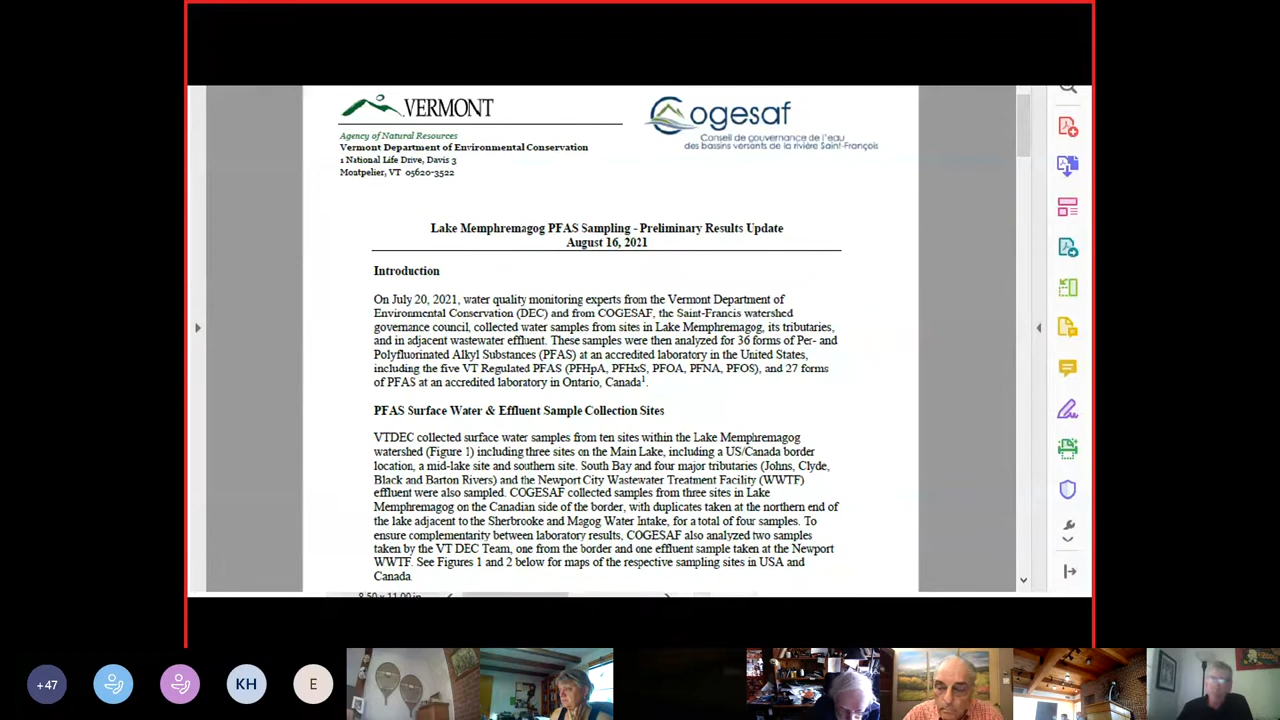 VERMONT
Agency of Natural Resources
Vermont Department of Environmental Conservation
1 National Life Drive, Davis 3
Montpelier, VT 05620-3522
Cogesaf
Conseil de gouvernance de l'eau
des bassins versants de la rivière Saint-François
Lake Memphremagog PFAS Sampling - Preliminary Results Update
August 16, 2021
Introduction
On July 20, 2021, water quality monitoring experts from the Vermont Department of
Environmental Conservation (DEC) and from COGESAF, the Saint-Francis watershed
governance council, collected water samples from sites in Lake Memphremagog, its tributaries,
and in adjacent wastewater effluent. These samples were then analyzed for 36 forms of Per- and
Polyfluorinated Alkyl Substances (PFAS) at an accredited laboratory in the United States,
including the five VT Regulated PFAS (PFHpA, PFHxS, PFOA, PFNA, PFOS), and 27 forms
of PFAS at an accredited laboratory in Ontario, Canada¹.
PFAS Surface Water & Effluent Sample Collection Sites
VTDEC collected surface water samples from ten sites within the Lake Memphremagog
watershed (Figure 1) including three sites on the Main Lake, including a US/Canada border
location, a mid-lake site and southern site. South Bay and four major tributaries (Johns, Clyde,
Black and Barton Rivers) and the Newport City Wastewater Treatment Facility (WWTF)
effluent were also sampled. COGESAF collected samples from three sites in Lake
Memphremagog on the Canadian side of the border, with duplicates taken at the northern end of
the lake adjacent to the Sherbrooke and Magog Water Intake, for a total of four samples. To
ensure complementarity between laboratory results, COGESAF also analyzed two samples
taken by the VT DEC Team, one from the border and one effluent sample taken at the Newport
WWTF. See Figures 1 and 2 below for maps of the respective sampling sites in USA and
Canada.
8.50 x 11.00 in
+47
KH
E